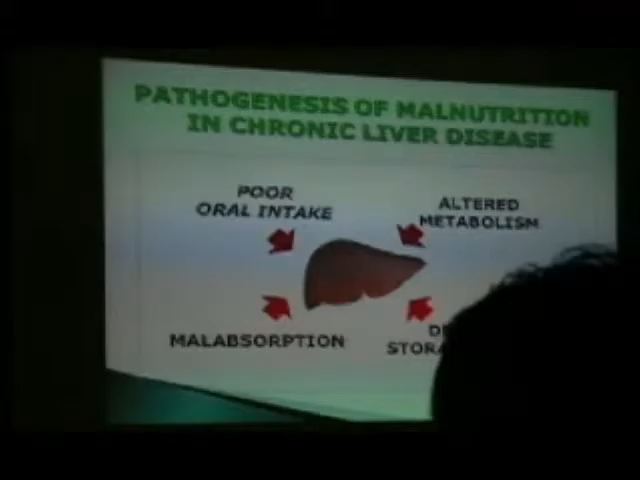 PATHOGENESIS OF MALNUTRITION
IN CHRONIC LIVER DISEASE
POOR
ORAL INTAKE
ALTERED
METABOLISM
MALABSORPTION